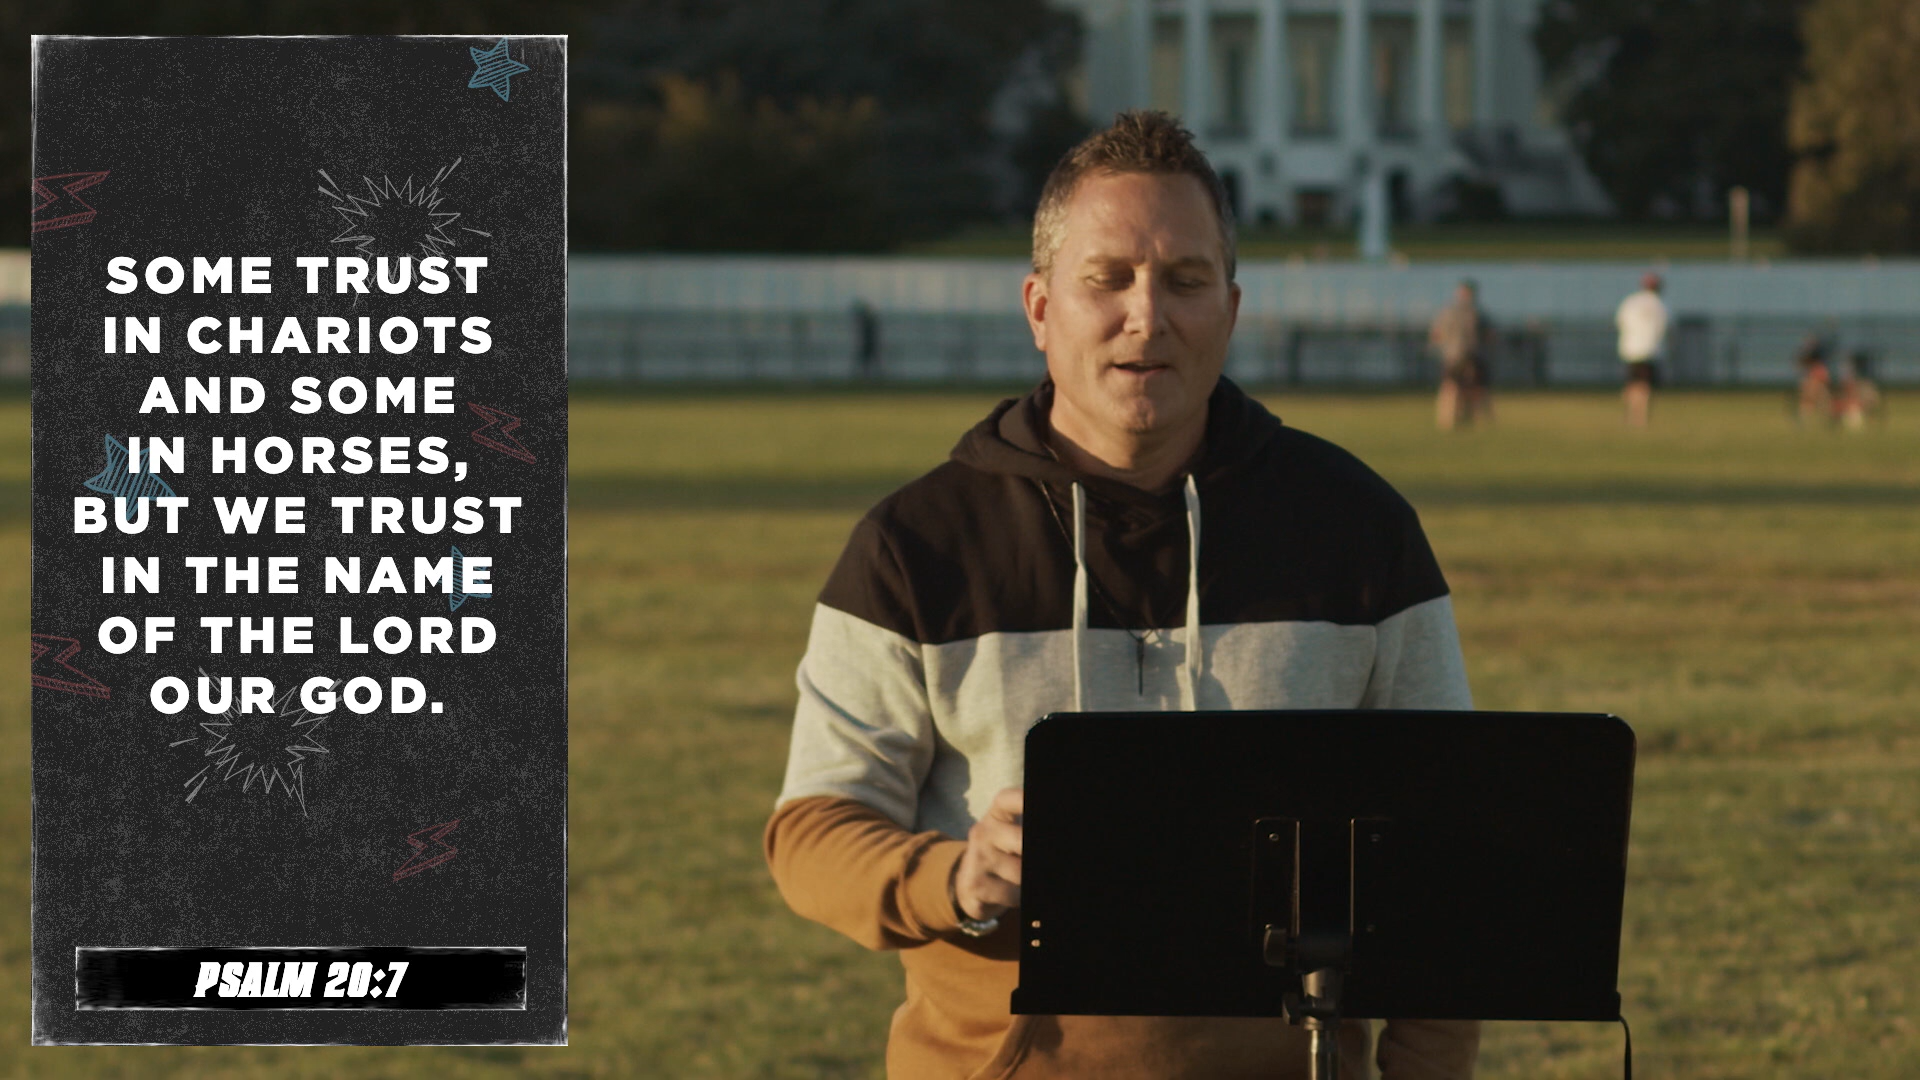 SOME TRUST
IN CHARIOTS
AND SOME
IN HORSES,
BUT WE TRUST
IN THE NAME
OF THE LORD
OUR GOD.
PSALM 20:7